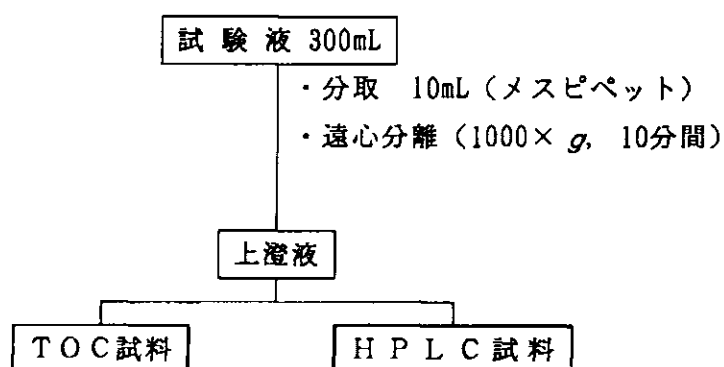 試験液 300mL
・分取 10mL（メスピペット）
・遠心分離（1000× g, 10分間）
上澄液
TOC試料
HPLC試料